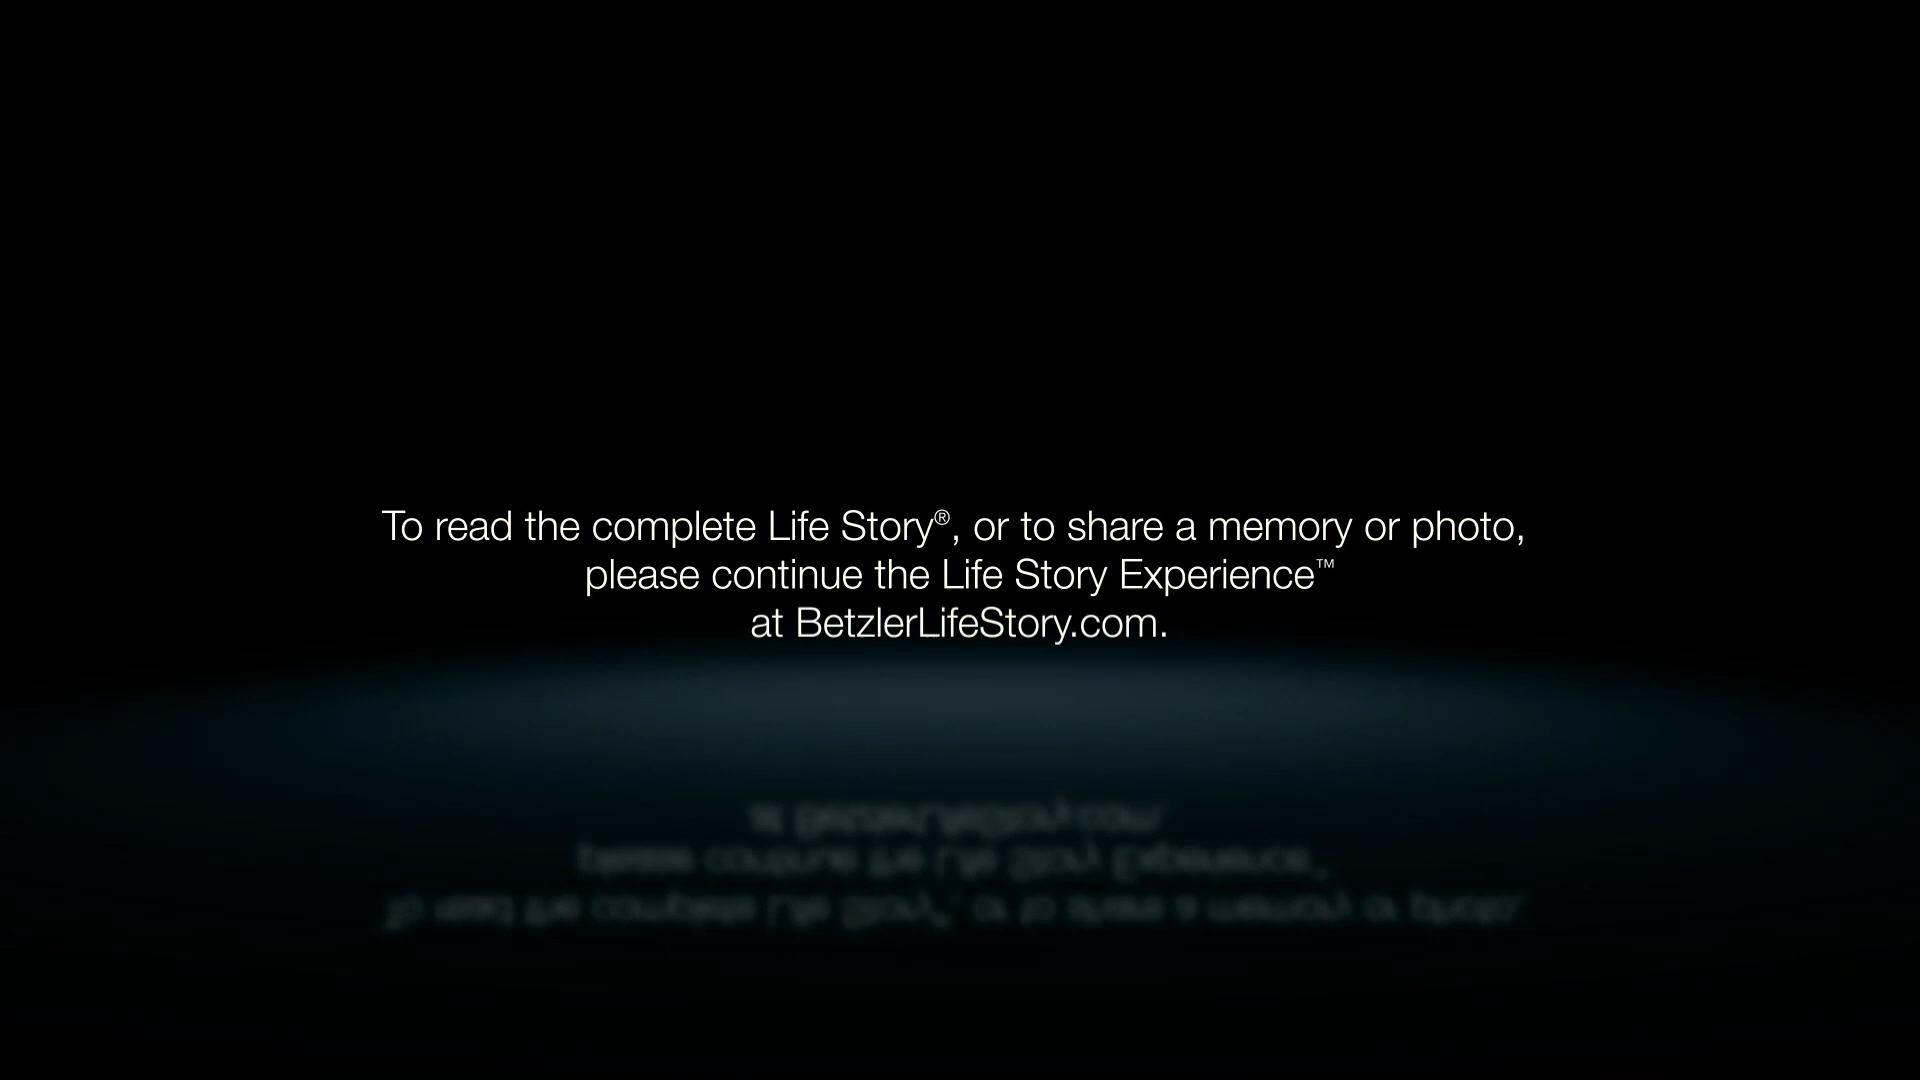 To read the complete Life Story®, or to share a memory or photo,
please continue the Life Story Experience™
at BetzlerLifeStory.com.